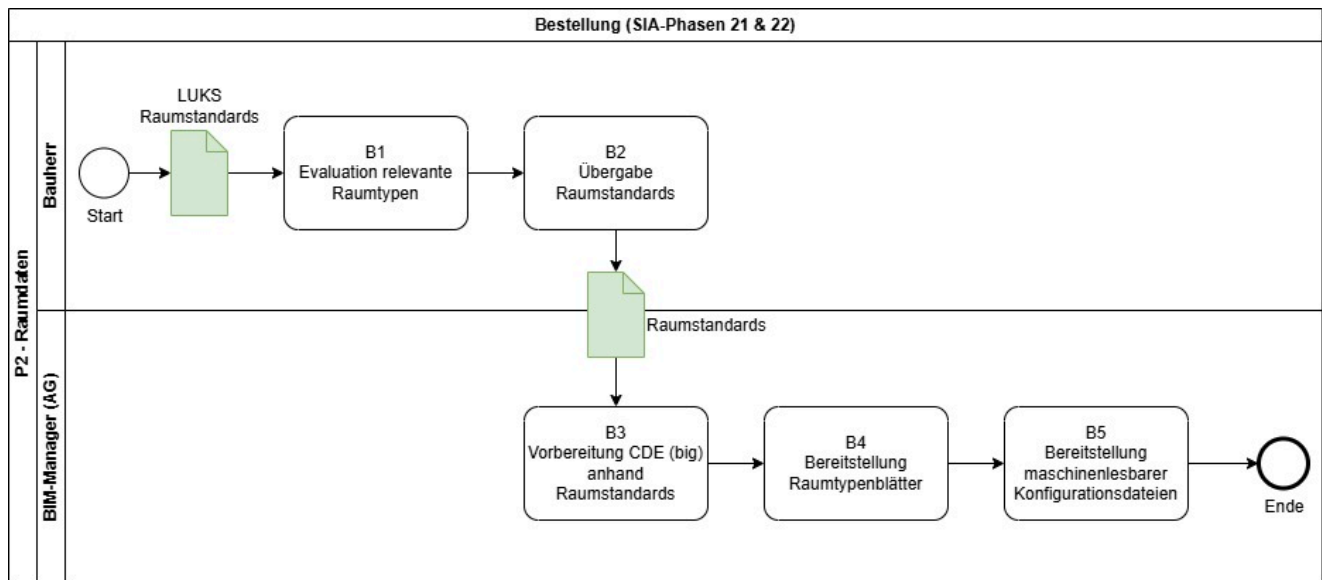 Bestellung (SIA-Phasen 21 & 22)
P2 - Raumdaten
Bauherr
LUKS
Raumstandards
Start
B1
Evaluation relevante
Raumtypen
B2
Übergabe
Raumstandards
Raumstandards
BIM-Manager (AG)
B3
Vorbereitung CDE (big)
anhand
Raumstandards
B4
Bereitstellung
Raumtypenblätter
B5
Bereitstellung
maschinenlesbarer
Konfigurationsdateien
Ende